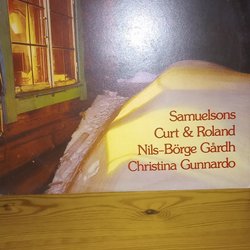 Samuelsons
Curt & Roland
Nils-Börge Gårdh
Christina Gunnardo